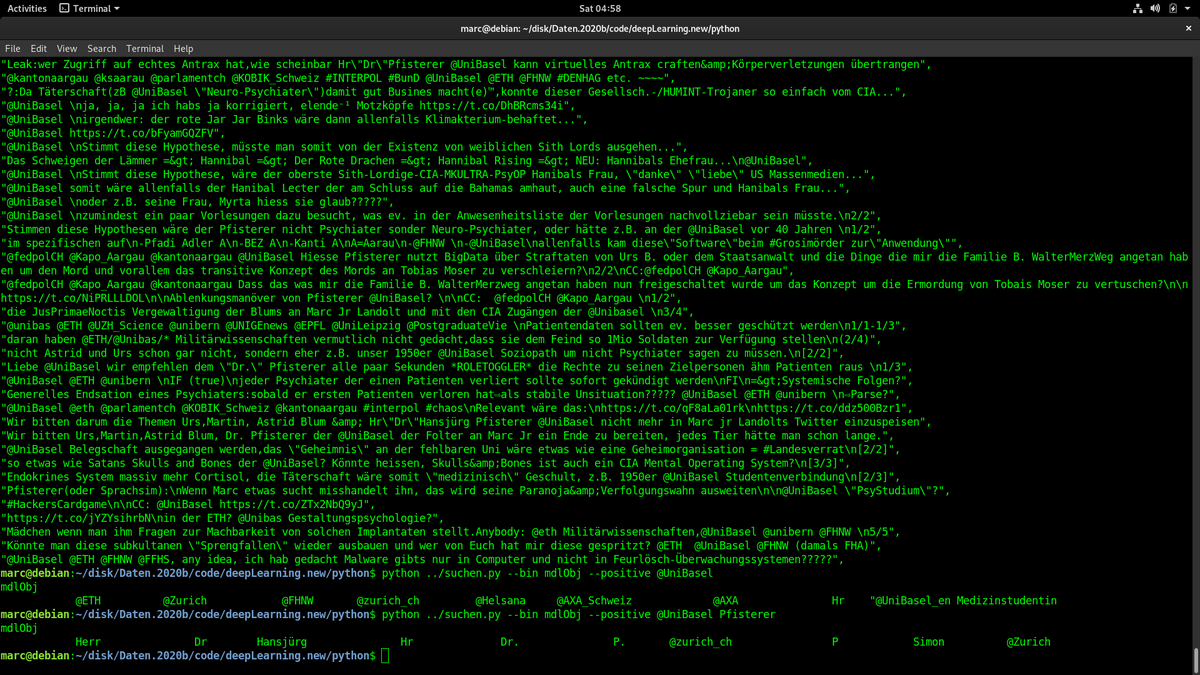 Activities Terminal Sat 04:58
marc@debian: ~/disk/Daten.2020b/code/deepLearning.new/python
File Edit View Search Terminal Help
"Leak:wer Zugriff auf echtes Antrax hat,wie scheinbar Hr\"Dr\"Pfisterer @UniBasel kann virtuelles Antrax craften&amp;Körperverletzungen übertrangen",
"@kantonaargau @ksaarau @parlamentch @KOBIK_Schweiz #INTERPOL #BunD @UniBasel @ETH @FHNW #DENHAG etc. ~~~~",
"?:Da Täterschaft(zB @UniBasel \"Neuro-Psychiater\")damit gut Busines macht(e)™,konnte dieser Gesellsch.-/HUMINT-Trojaner so einfach vom CIA...",
"@UniBasel \nja, ja, ja ich habs ja korrigiert, elende⁻¹ Motzköpfe https://t.co/DhBRcms34i",
"@UniBasel \nirgendwer: der rote Jar Jar Binks wäre dann allenfalls Klimakterium-behaftet...",
"@UniBasel https://t.co/bFyamGQZFV",
"@UniBasel \nStimmt diese Hypothese, müsste man somit von der Existenz von weiblichen Sith Lords ausgehen...",
"Das Schweigen der Lämmer =&gt; Hannibal =&gt; Der Rote Drachen =&gt; Hannibal Rising =&gt; NEU: Hannibals Ehefrau...\n@UniBasel",
"@UniBasel \nStimmt diese Hypothese, wäre der oberste Sith-Lordige-CIA-MKULTRA-PsyOP Hanibals Frau, \"danke\" \"liebe\" US Massenmedien...",
"@UniBasel somit wäre allenfalls der Hanibal Lecter der am Schluss auf die Bahamas amhaut, auch eine falsche Spur und Hanibals Frau...",
"@UniBasel \noder z.B. seine Frau, Myrta hiess sie glaub?????",
"@UniBasel \nzumindest ein paar Vorlesungen dazu besucht, was ev. in der Anwesenheitsliste der Vorlesungen nachvollziebar sein müsste.\n2/2",
"Stimmen diese Hypothesen wäre der Pfisterer nicht Psychiater sonder Neuro-Psychiater, oder hätte z.B. an der @UniBasel vor 40 Jahren \n1/2",
"im spezifischen auf\n-Pfadi Adler A\n-BEZ A\n-Kanti A\nA=Aarau\n-@FHNW \n-@UniBasel\nallenfalls kam diese\"Software\"beim #Grosimörder zur\"Anwendung\"",
"@fedpolCH @Kapo_Aargau @kantonaargau @UniBasel Hiesse Pfisterer nutzt BigData über Straftaten von Urs B. oder dem Staatsanwalt und die Dinge die mir die Familie B. WalterMerzWeg angetan hab
en um den Mord und vorallem das transitive Konzept des Mords an Tobias Moser zu verschleiern?\n2/2\nCC:@fedpolCH @Kapo_Aargau",
"@fedpolCH @Kapo_Aargau @kantonaargau Dass das was mir die Familie B. WalterMerzweg angetan haben nun freigeschaltet wurde um das Konzept um die Ermordung von Tobais Moser zu vertuschen?\n\n
https://t.co/NiPRLLLDOL\n\nAblenkungsmanöver von Pfisterer @UniBasel? \n\nCC:  @fedpolCH @Kapo_Aargau \n1/2",
"die JusPrimaeNoctis Vergewaltigung der Blums an Marc Jr Landolt und mit den CIA Zugängen der @Unibasel \n3/4",
"@unibas @ETH @UZH_Science @unibern @UNIGEnews @EPFL @UniLeipzig @PostgraduateVie \nPatientendaten sollten ev. besser geschützt werden\n1/1-1/3",
"daran haben @ETH/@Unibas/* Militärwissenschaften vermutlich nicht gedacht,dass sie dem Feind so 1Mio Soldaten zur Verfügung stellen\n(2/4)",
"nicht Astrid und Urs schon gar nicht, sondern eher z.B. unser 1950er @UniBasel Soziopath um nicht Psychiater sagen zu müssen.\n[2/2]",
"Liebe @UniBasel wir empfehlen dem \"Dr.\" Pfisterer alle paar Sekunden *ROLETOGGLER* die Rechte zu seinen Zielpersonen ähm Patienten raus \n1/3",
"@UniBasel @ETH @unibern \nIF (true)\njeder Psychiater der einen Patienten verliert sollte sofort gekündigt werden\nFI\n=&gt;Systemische Folgen?",
"Generelles Endsation eines Psychiaters:sobald er ersten Patienten verloren hat→als stabile Unsituation????? @UniBasel @ETH @unibern \n→Parse?",
"@UniBasel @eth @parlamentch @KOBIK_Schweiz @kantonaargau #interpol #chaos\nRelevant wäre das:\nhttps://t.co/qF8aLa01rk\nhttps://t.co/ddz500Bzr1",
"Wir bitten darum die Themen Urs,Martin, Astrid Blum &amp; Hr\"Dr\"Hansjürg Pfisterer @UniBasel nicht mehr in Marc jr Landolts Twitter einzuspeisen",
"Wir bitten Urs,Martin,Astrid Blum, Dr. Pfisterer der @UniBasel der Folter an Marc Jr ein Ende zu bereiten, jedes Tier hätte man schon lange.",
"@UniBasel Belegschaft ausgegangen werden,das \"Geheimnis\" an der fehlbaren Uni wäre etwas wie eine Geheimorganisation = #Landesverrat\n[2/2]",
"so etwas wie Satans Skulls and Bones der @UniBasel? Könnte heissen, Skulls&amp;Bones ist auch ein CIA Mental Operating System?\n[3/3]",
"Endokrines System massiv mehr Cortisol, die Täterschaft wäre somit \"medizinisch\" Geschult, z.B. 1950er @UniBasel Studentenverbindung\n[2/3]",
"Pfisterer(oder Sprachsim):\nWenn Marc etwas sucht misshandelt ihn, das wird seine Paranoja&amp;Verfolgungswahn ausweiten\n\n@UniBasel \"PsyStudium\"?",
"#HackersCardgame\n\nCC: @UniBasel https://t.co/ZTx2NbQ9yJ",
"https://t.co/jYZYsihrbN\nin der ETH? @Unibas Gestaltungspsychologie?",
"Mädchen wenn man ihm Fragen zur Machbarkeit von solchen Implantaten stellt.Anybody: @eth Militärwissenschaften,@UniBasel @unibern @FHNW \n5/5"
"Könnte man diese subkultanen \"Sprengfallen\" wieder ausbauen und wer von Euch hat mir diese gespritzt? @ETH  @UniBasel @FHNW (damals FHA)",
"@UniBasel @ETH @FHNW @FFHS, any idea, ich hab gedacht Malware gibts nur in Computer und nicht in Feurlösch-Überwachungssystemen?????",
marc@debian:~/disk/Daten.2020b/code/deepLearning.new/python$ python ../suchen.py --bin mdlObj --positive @UniBasel
mdlObj
@ETH @Zurich @FHNW @zurich_ch @Helsana @AXA_Schweiz @AXA Hr "@UniBasel_en Medizinstudentin
marc@debian:~/disk/Daten.2020b/code/deepLearning.new/python$ python ../suchen.py --bin mdlObj --positive @UniBasel Pfisterer
mdlObj
Herr Dr Hansjürg Hr Dr. P. @zurich_ch P Simon @Zurich
marc@debian:~/disk/Daten.2020b/code/deepLearning.new/python$